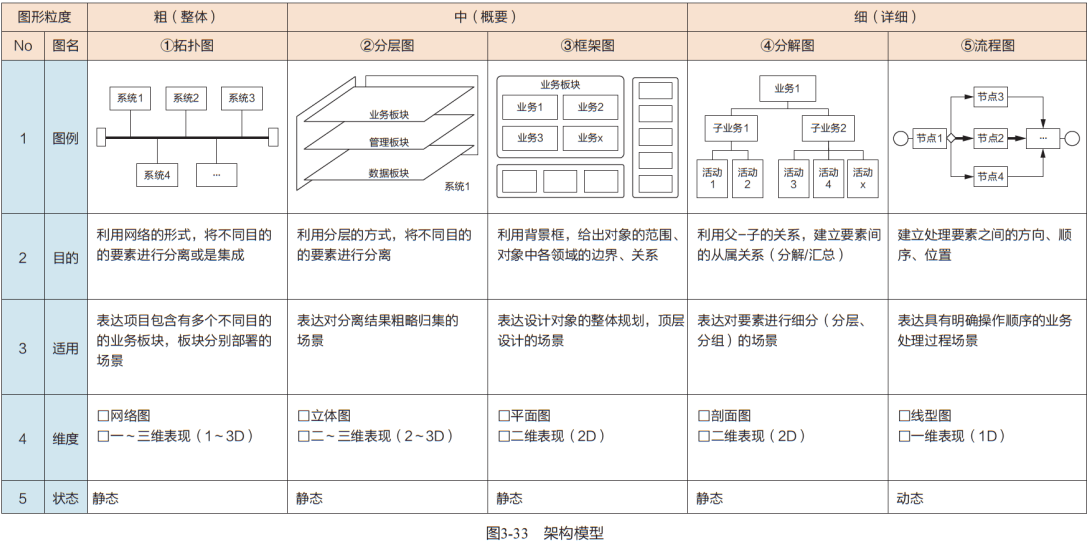 图形粒度 粗（整体） 中（概要） 细（详细）
No 图名 ①拓扑图 ②分层图 ③框架图 ④分解图 ⑤流程图
1 图例
系统1 系统2 系统3
系统4 …
业务板块
管理板块
数据板块
系统1
业务板块
业务1 业务2
业务3 业务x
业务1
子业务1 子业务2
活动1 活动2 活动3 活动4 活动x
节点3
节点1 节点2 …
节点4
2 目的
利用网络的形式，将不同目的
的要素进行分离或是集成
利用分层的方式，将不同目的
的要素进行分离
利用背景框，给出对象的范围、
对象中各领域的边界、关系
利用父–子的关系，建立要素间
的从属关系（分解/汇总）
建立处理要素之间的方向、顺
序、位置
3 适用
表达项目包含有多个不同目的
的业务板块，板块分别部署的
场景
表达对分离结果粗略归集的
场景
表达设计对象的整体规划，顶层
设计的场景
表达对要素进行细分（分层、
分组）的场景
表达具有明确操作顺序的业务
处理过程场景
4 维度
□网络图
□一～三维表现（1～3D）
□立体图
□二～三维表现（2～3D）
□平面图
□二维表现（2D）
□剖面图
□二维表现（2D）
□线型图
□一维表现（1D）
5 状态 静态 静态 静态 静态 动态
图3-33 架构模型